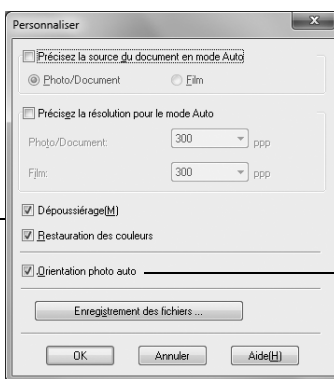 Personnaliser
x
Précisez la source du document en mode Auto
Photo/Document Film
Précisez la résolution pour le mode Auto
Photo/Document: 300 ppp
Film: 300 ppp
Dépoussiérage(M)
Restauration des couleurs
Orientation photo auto
Enregistrement des fichiers ...
OK Annuler Aide(H)